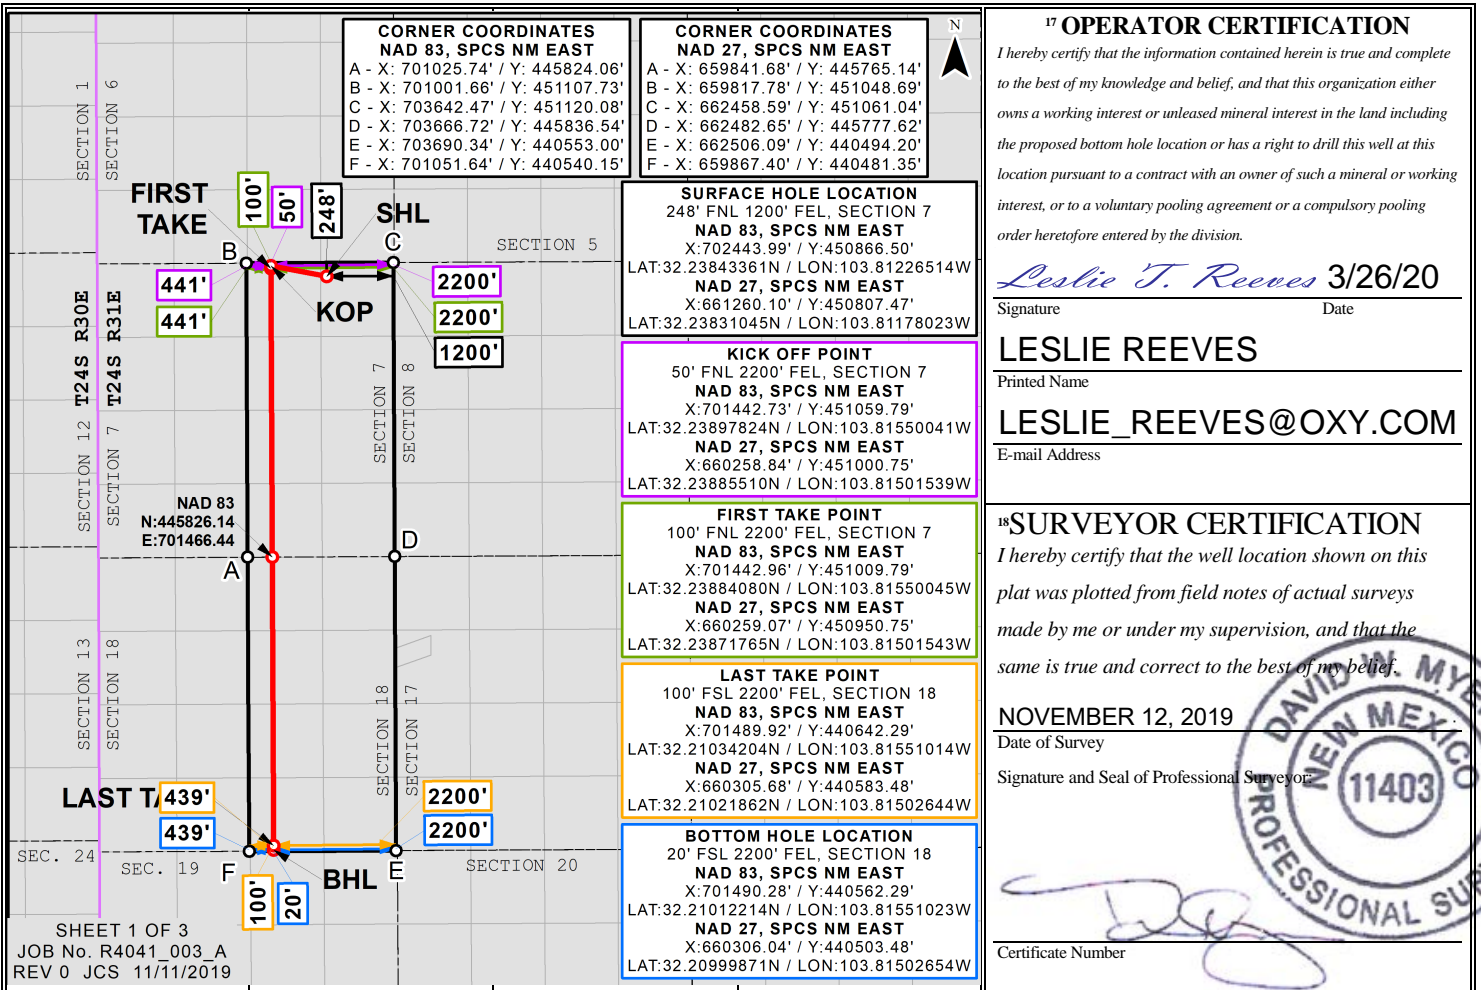 CORNER COORDINATES
NAD 83, SPCS NM EAST
A - X: 701025.74' / Y: 445824.06'
B - X: 701001.66' / Y: 451107.73'
C - X: 703642.47' / Y: 451120.08'
D - X: 703666.72' / Y: 445836.54'
E - X: 703690.34' / Y: 440553.00'
F - X: 701051.64' / Y: 440540.15'
CORNER COORDINATES
NAD 27, SPCS NM EAST
A - X: 659841.68' / Y: 445765.14'
B - X: 659817.78' / Y: 451048.69'
C - X: 662458.59' / Y: 451061.04'
D - X: 662482.65' / Y: 445777.62'
E - X: 662506.09' / Y: 440494.20'
F - X: 659867.40' / Y: 440481.35'
N
SECTION 1
SECTION 6
FIRST
TAKE
100'
50'
248'
SHL
B
C
SECTION 5
441'
441'
KOP
2200'
2200'
1200'
T24S R30E
T24S R31E
SECTION 7
SECTION 8
SECTION 12
SECTION 7
NAD 83
N:445826.14
E:701466.44
A
D
SECTION 13
SECTION 18
SECTION 18
SECTION 17
LAST TA
439'
439'
2200'
2200'
SEC. 24
SEC. 19
F
E
SECTION 20
BHL
100'
20'
SHEET 1 OF 3
JOB No. R4041_003_A
REV 0 JCS 11/11/2019
SURFACE HOLE LOCATION
248' FNL 1200' FEL, SECTION 7
NAD 83, SPCS NM EAST
X:702443.99' / Y:450866.50'
LAT:32.23843361N / LON:103.81226514W
NAD 27, SPCS NM EAST
X:661260.10' / Y:450807.47'
LAT:32.23831045N / LON:103.81178023W
KICK OFF POINT
50' FNL 2200' FEL, SECTION 7
NAD 83, SPCS NM EAST
X:701442.73' / Y:451059.79'
LAT:32.23897824N / LON:103.81550041W
NAD 27, SPCS NM EAST
X:660258.84' / Y:451000.75'
LAT:32.23885510N / LON:103.81501539W
FIRST TAKE POINT
100' FNL 2200' FEL, SECTION 7
NAD 83, SPCS NM EAST
X:701442.96' / Y:451009.79'
LAT:32.23884080N / LON:103.81550045W
NAD 27, SPCS NM EAST
X:660259.07' / Y:450950.75'
LAT:32.23871765N / LON:103.81501543W
LAST TAKE POINT
100' FSL 2200' FEL, SECTION 18
NAD 83, SPCS NM EAST
X:701489.92' / Y:440642.29'
LAT:32.21034204N / LON:103.81551014W
NAD 27, SPCS NM EAST
X:660305.68' / Y:440583.48'
LAT:32.21021862N / LON:103.81502644W
BOTTOM HOLE LOCATION
20' FSL 2200' FEL, SECTION 18
NAD 83, SPCS NM EAST
X:701490.28' / Y:440562.29'
LAT:32.21012214N / LON:103.81551023W
NAD 27, SPCS NM EAST
X:660306.04' / Y:440503.48'
LAT:32.20999871N / LON:103.81502654W
17 OPERATOR CERTIFICATION
I hereby certify that the information contained herein is true and complete
to the best of my knowledge and belief, and that this organization either
owns a working interest or unleased mineral interest in the land including
the proposed bottom hole location or has a right to drill this well at this
location pursuant to a contract with an owner of such a mineral or working
interest, or to a voluntary pooling agreement or a compulsory pooling
order heretofore entered by the division.
Leslie T. Reeves 3/26/20
Signature Date
LESLIE REEVES
Printed Name
LESLIE_REEVES@OXY.COM
E-mail Address
18 SURVEYOR CERTIFICATION
I hereby certify that the well location shown on this
plat was plotted from field notes of actual surveys
made by me or under my supervision, and that the
same is true and correct to the best of my belief.
NOVEMBER 12, 2019
Date of Survey
Signature and Seal of Professional Surveyor:
DAVID W. MYE
NEW MEXICO
11403
PROFESSIONAL SU
Certificate Number